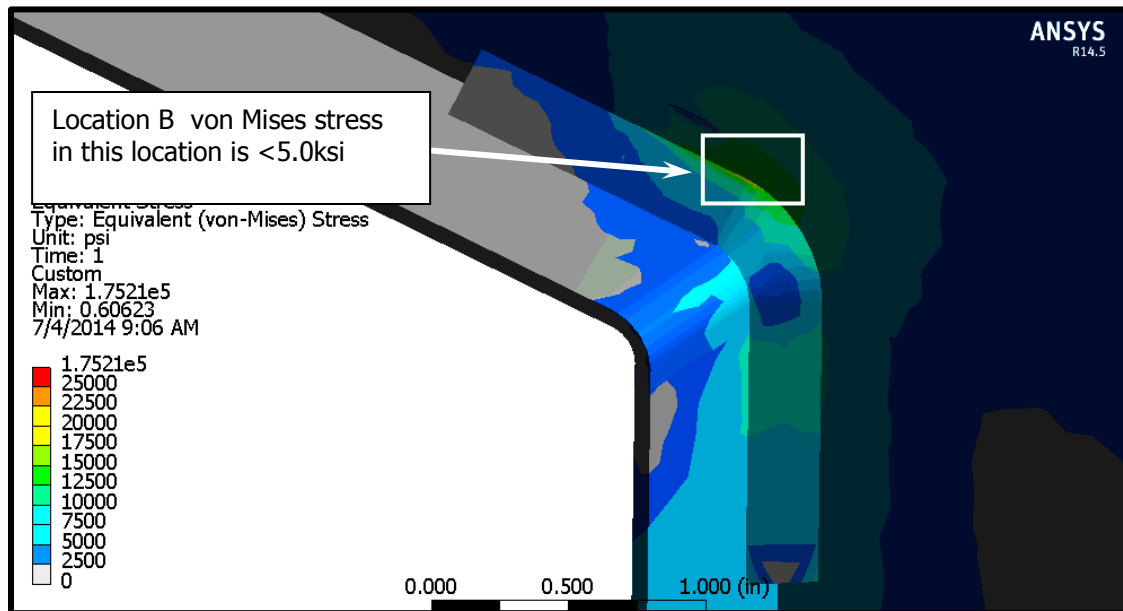 ANSYS
R14.5
Location B von Mises stress
in this location is <5.0ksi
Equivalent Stress
Type: Equivalent (von-Mises) Stress
Unit: psi
Time: 1
Custom
Max: 1.7521e5
Min: 0.60623
7/4/2014 9:06 AM
1.7521e5
25000
22500
20000
17500
15000
12500
10000
7500
5000
2500
0
0.000 0.500 1.000 (in)